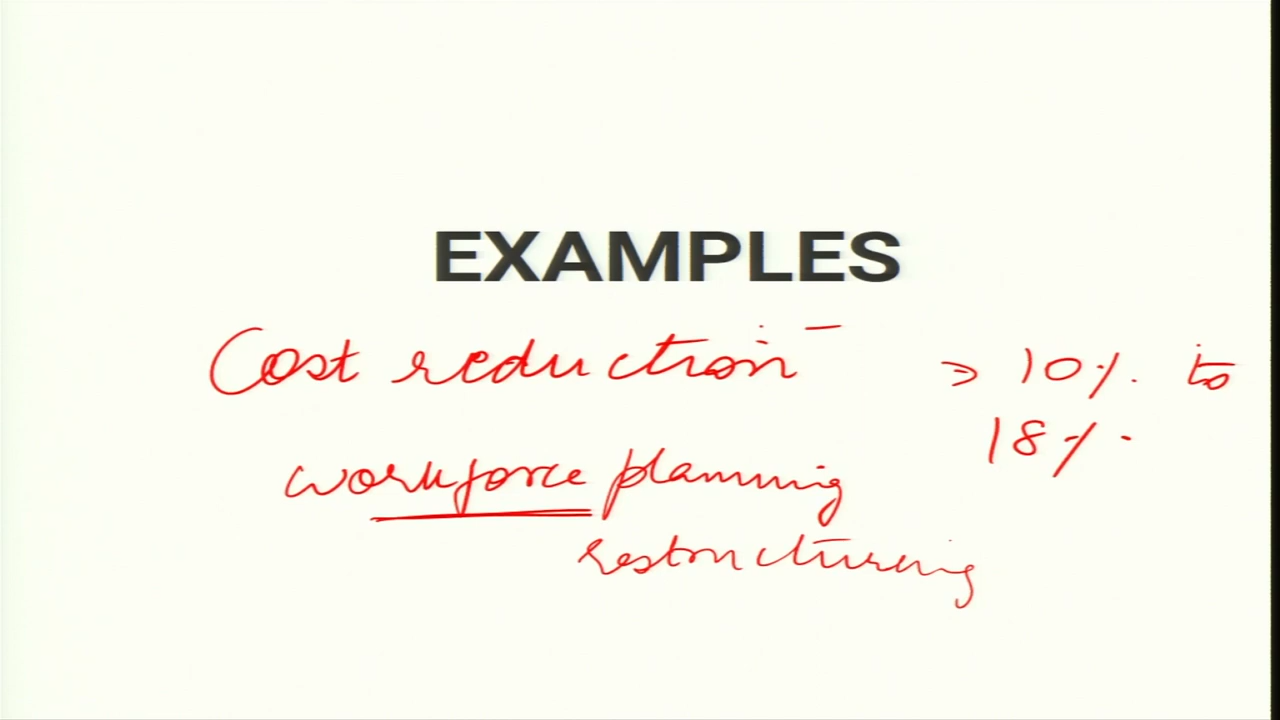 EXAMPLES
Cost reduction – > 10% to
18%.
workforce planning
restructuring